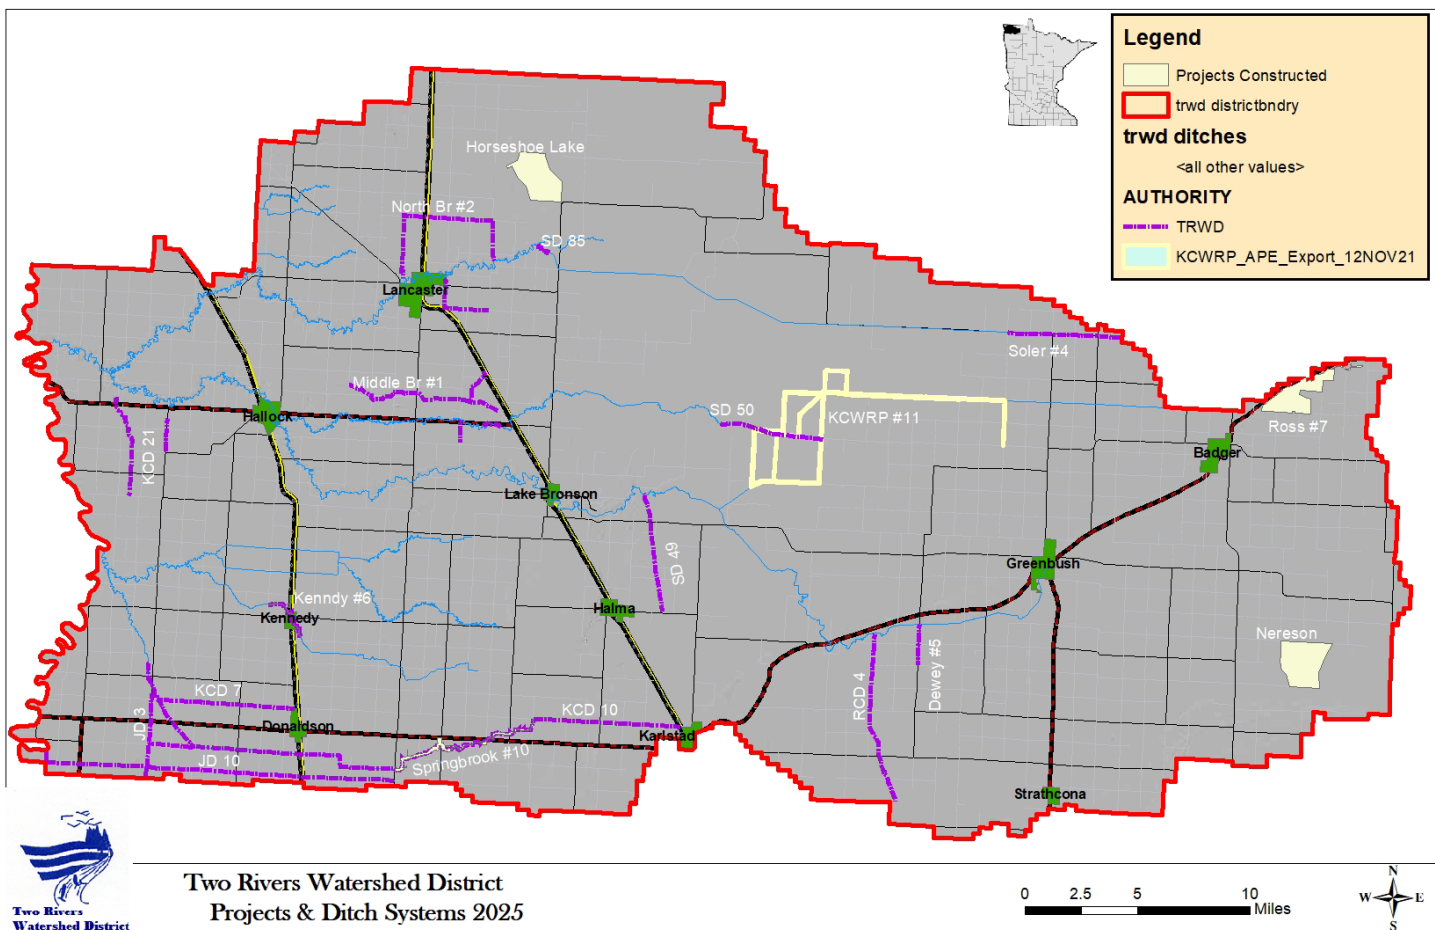 Legend
Projects Constructed
trwd districtbndry
trwd ditches
<all other values>
AUTHORITY
TRWD
KCWRP_APE_Export_12NOV21
Horseshoe Lake
North Br #2
SD 85
Lancaster
Soler #4
Middle Br #1
Hallock
SD 50
KCWRP #11
Ross #7
KCD 21
Badger
Lake Bronson
SD 49
Greenbush
Kenndy #6
Kennedy
Halma
Nereson
Dewey #5
RCD 4
KCD 7
JD 3
Donaldson
KCD 10
Karlstad
JD 10
Springbrook #10
Strathcona
Two Rivers
Watershed District
Two Rivers Watershed District
Projects & Ditch Systems 2025
0 2.5 5 10
Miles
N
W E
S